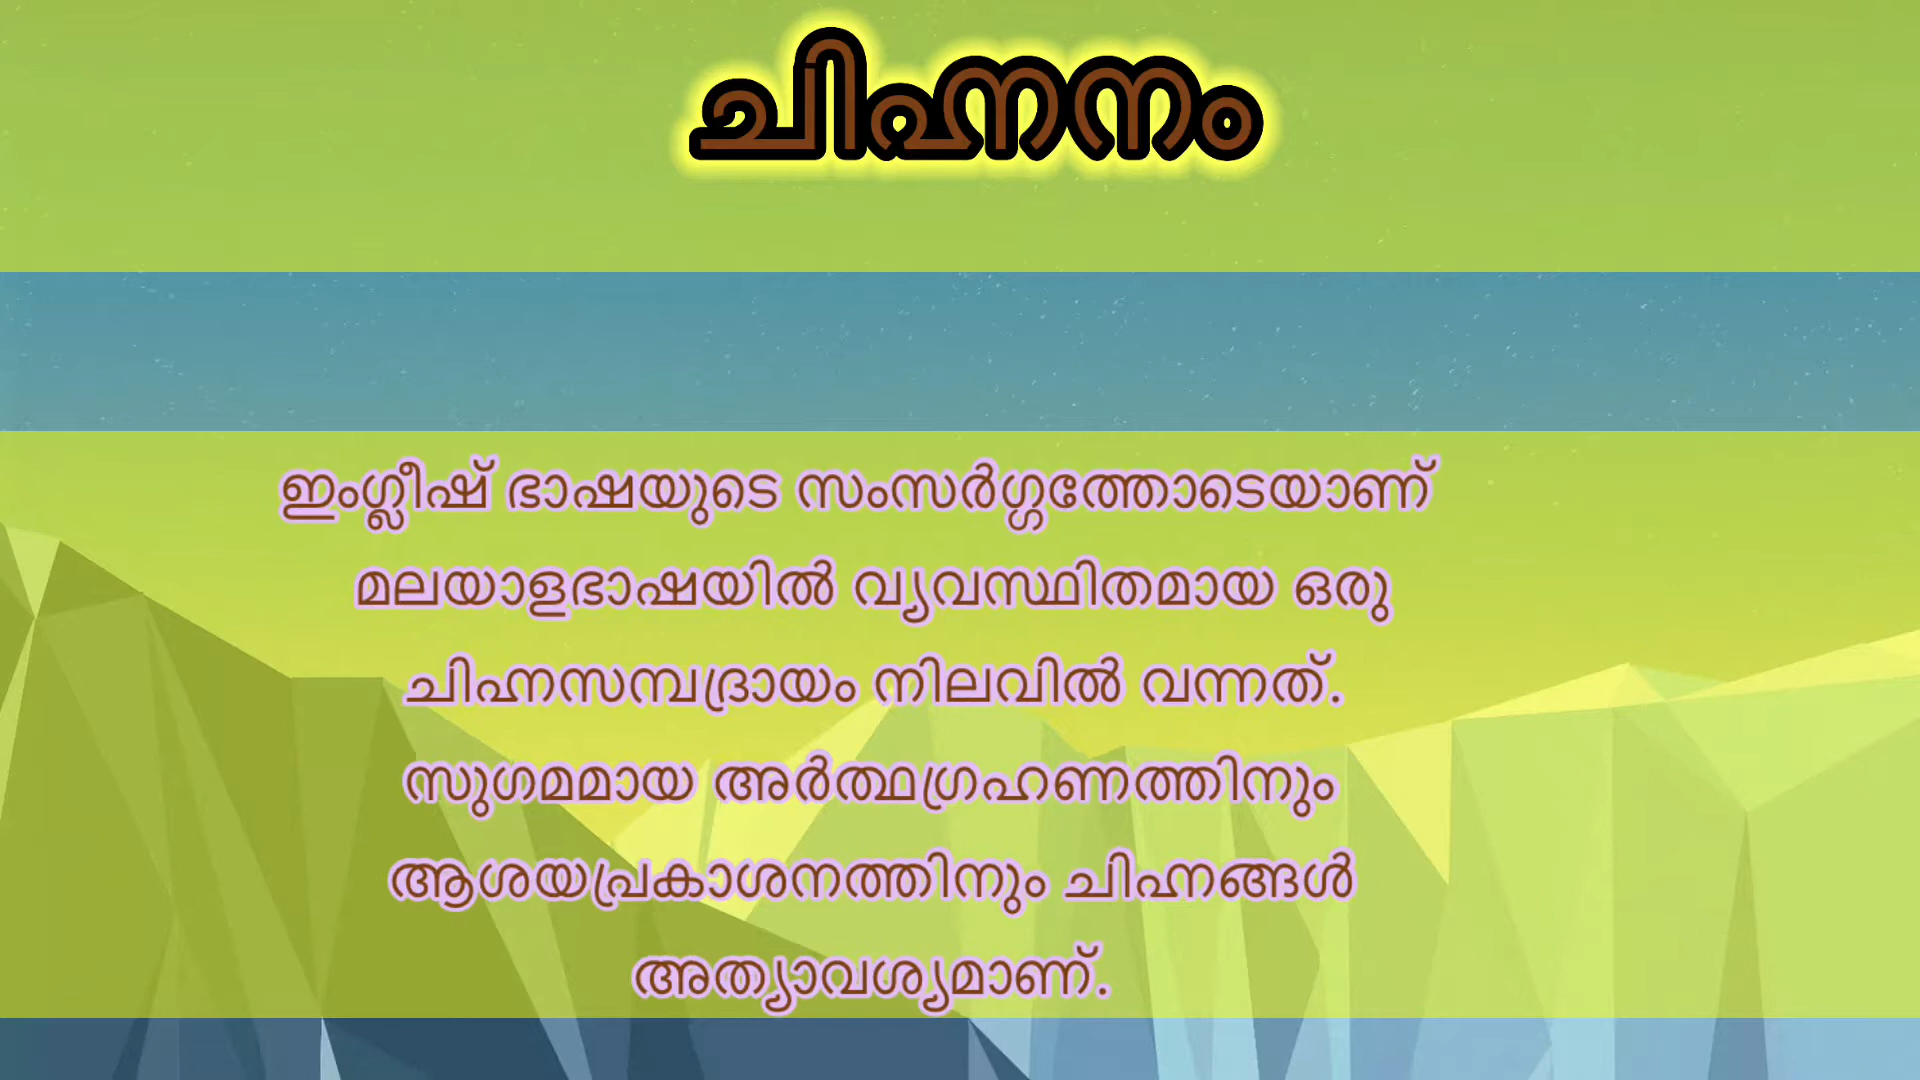 ചിഹ്നനം
ഇംഗ്ലീഷ് ഭാഷയുടെ സംസർഗ്ഗത്തോടെയാണ്
മലയാളഭാഷയിൽ വ്യവസ്ഥിതമായ ഒരു
ചിഹ്നസമ്പദ്രായം നിലവിൽ വന്നത്.
സുഗമമായ അർത്ഥഗ്രഹണത്തിനും
ആശയപ്രകാശനത്തിനും ചിഹ്നങ്ങൾ
അത്യാവശ്യമാണ്.